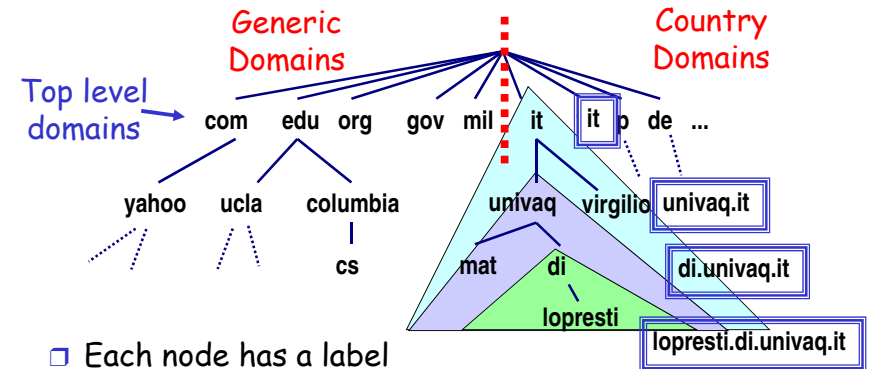 Generic
Domains
Country
Domains
Top level
domains
com edu org gov mil it it p de ...
yahoo ucla columbia univaq virgilio univaq.it
cs mat di di.univaq.it
lopresti
lopresti.di.univaq.it
Each node has a label